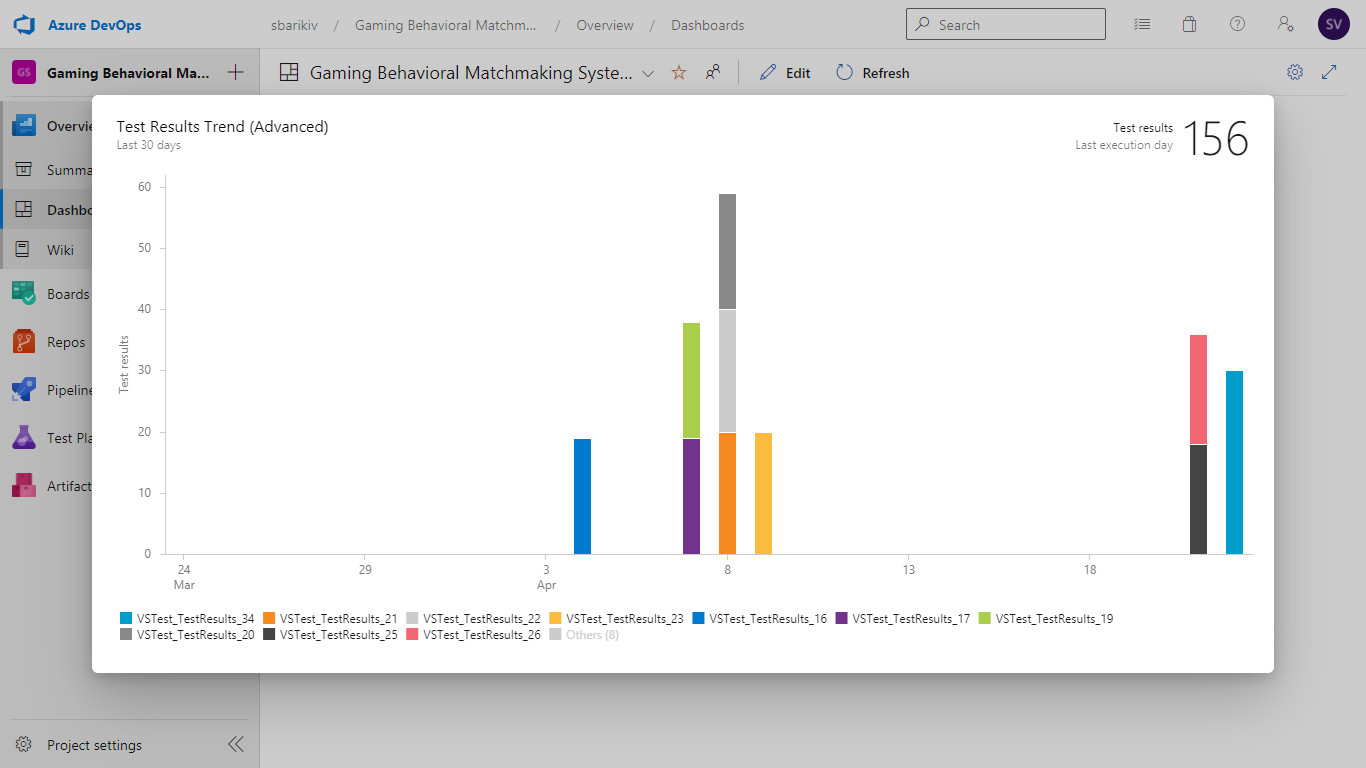 Azure DevOps
sbarikiv / Gaming Behavioral Matchm... / Overview / Dashboards
Search
SV
GS
Gaming Behavioral Ma...
Gaming Behavioral Matchmaking Syste...
Edit
Refresh
Overvie
Summa
Dashbo
Wiki
Boards
Repos
Pipeline
Test Pla
Artifact
Project settings
Test Results Trend (Advanced)
Last 30 days
Test results
Last execution day
156
Test results
60
50
40
30
20
10
0
24 29 3 8 13 18
Mar Apr
VSTest_TestResults_34 VSTest_TestResults_21 VSTest_TestResults_22 VSTest_TestResults_23 VSTest_TestResults_16 VSTest_TestResults_17 VSTest_TestResults_19
VSTest_TestResults_20 VSTest_TestResults_25 VSTest_TestResults_26 Others (8)